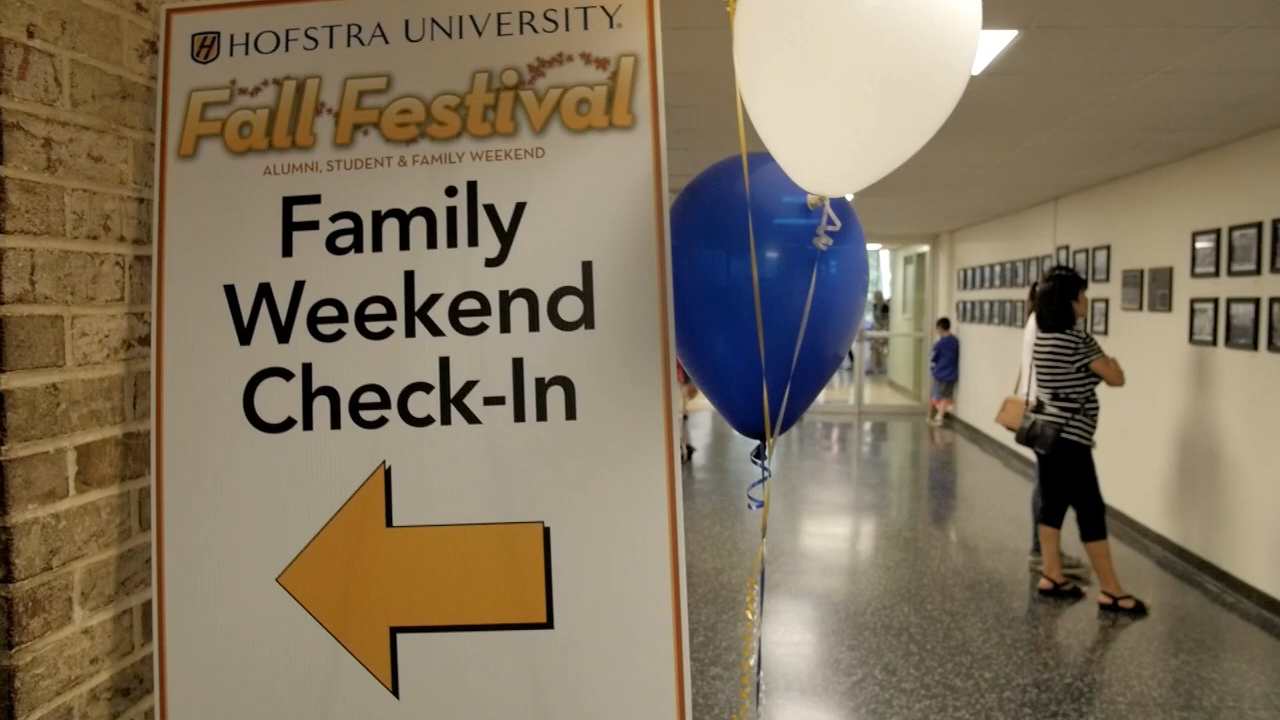 HOFSTRA UNIVERSITY®
Fall Festival
ALUMNI, STUDENT & FAMILY WEEKEND
Family
Weekend
Check-In